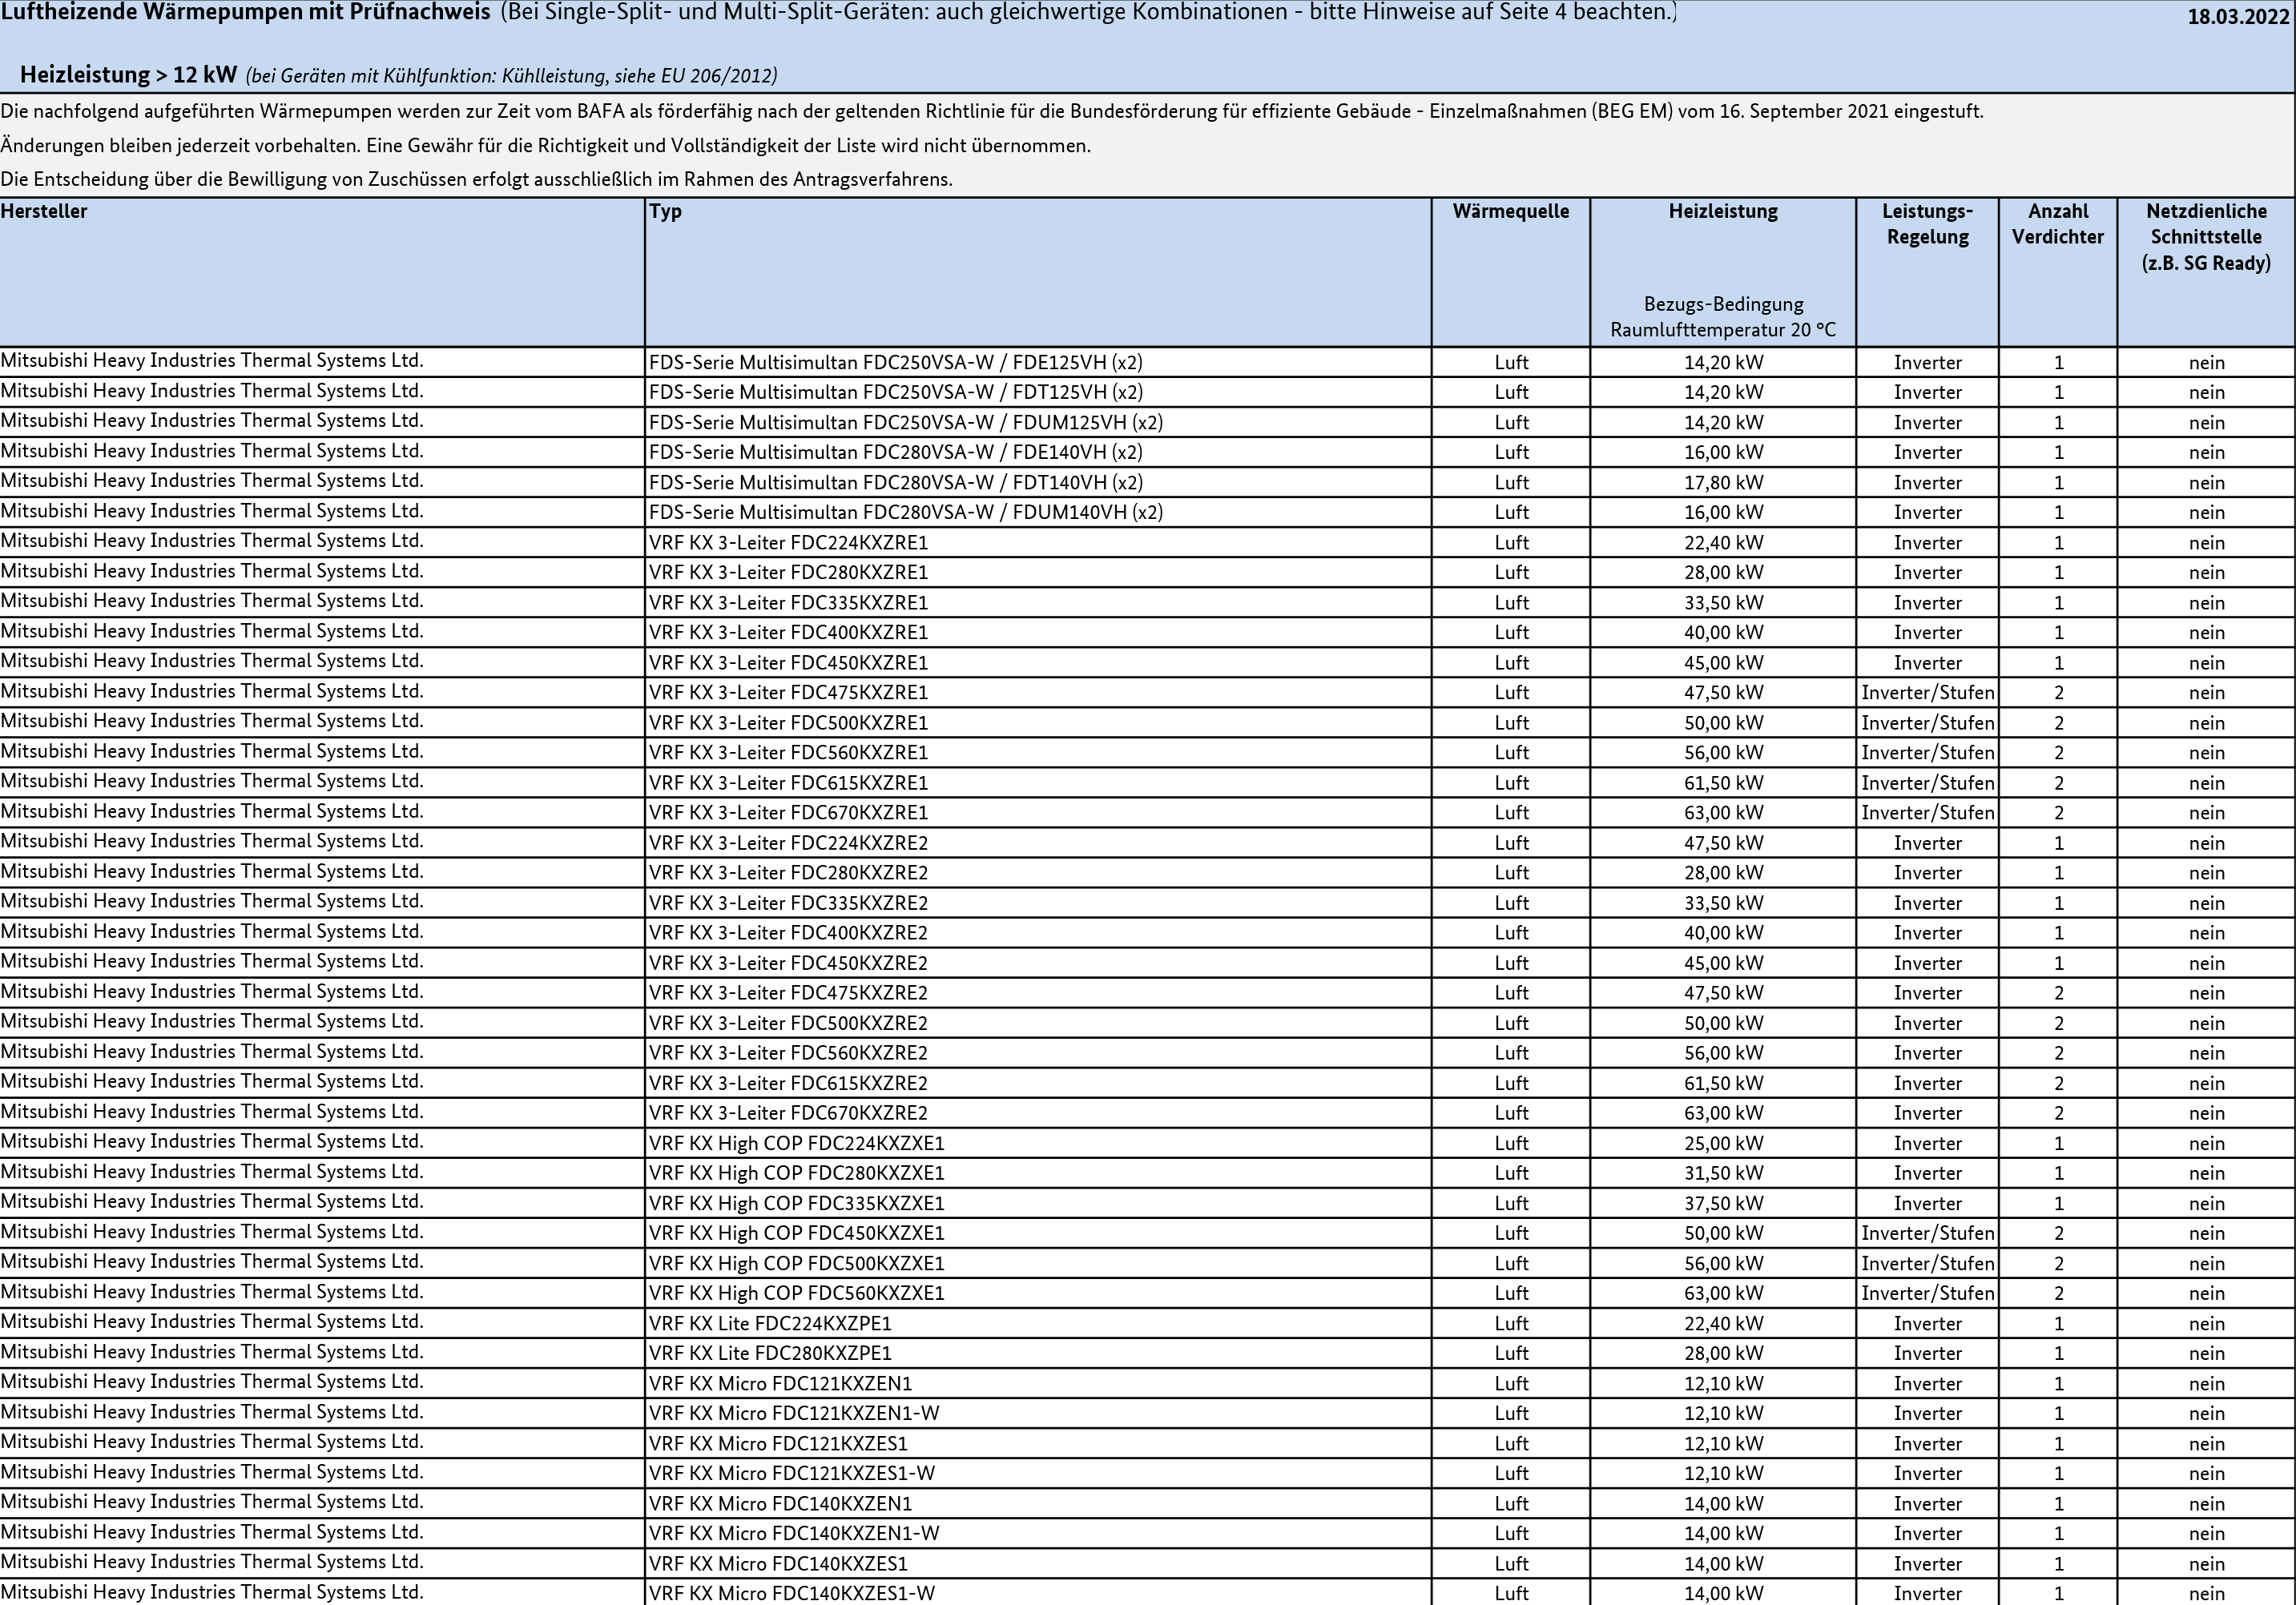 Luftheizende Wärmepumpen mit Prüfnachweis (Bei Single-Split- und Multi-Split-Geräten: auch gleichwertige Kombinationen - bitte Hinweise auf Seite 4 beachten.) 18.03.2022
Heizleistung > 12 kW (bei Geräten mit Kühlfunktion: Kühlleistung, siehe EU 206/2012)
Die nachfolgend aufgeführten Wärmepumpen werden zur Zeit vom BAFA als förderfähig nach der geltenden Richtlinie für die Bundesförderung für effiziente Gebäude - Einzelmaßnahmen (BEG EM) vom 16. September 2021 eingestuft.
Änderungen bleiben jederzeit vorbehalten. Eine Gewähr für die Richtigkeit und Vollständigkeit der Liste wird nicht übernommen.
Die Entscheidung über die Bewilligung von Zuschüssen erfolgt ausschließlich im Rahmen des Antragsverfahrens.
Hersteller Typ Wärmequelle Heizleistung Leistungs- Anzahl Netzdienliche
Regelung Verdichter Schnittstelle
(z.B. SG Ready)
Bezugs-Bedingung
Raumlufttemperatur 20 °C
Mitsubishi Heavy Industries Thermal Systems Ltd. FDS-Serie Multisimultan FDC250VSA-W / FDE125VH (x2) Luft 14,20 kW Inverter 1 nein
Mitsubishi Heavy Industries Thermal Systems Ltd. FDS-Serie Multisimultan FDC250VSA-W / FDT125VH (x2) Luft 14,20 kW Inverter 1 nein
Mitsubishi Heavy Industries Thermal Systems Ltd. FDS-Serie Multisimultan FDC250VSA-W / FDUM125VH (x2) Luft 14,20 kW Inverter 1 nein
Mitsubishi Heavy Industries Thermal Systems Ltd. FDS-Serie Multisimultan FDC280VSA-W / FDE140VH (x2) Luft 16,00 kW Inverter 1 nein
Mitsubishi Heavy Industries Thermal Systems Ltd. FDS-Serie Multisimultan FDC280VSA-W / FDT140VH (x2) Luft 17,80 kW Inverter 1 nein
Mitsubishi Heavy Industries Thermal Systems Ltd. FDS-Serie Multisimultan FDC280VSA-W / FDUM140VH (x2) Luft 16,00 kW Inverter 1 nein
Mitsubishi Heavy Industries Thermal Systems Ltd. VRF KX 3-Leiter FDC224KXZRE1 Luft 22,40 kW Inverter 1 nein
Mitsubishi Heavy Industries Thermal Systems Ltd. VRF KX 3-Leiter FDC280KXZRE1 Luft 28,00 kW Inverter 1 nein
Mitsubishi Heavy Industries Thermal Systems Ltd. VRF KX 3-Leiter FDC335KXZRE1 Luft 33,50 kW Inverter 1 nein
Mitsubishi Heavy Industries Thermal Systems Ltd. VRF KX 3-Leiter FDC400KXZRE1 Luft 40,00 kW Inverter 1 nein
Mitsubishi Heavy Industries Thermal Systems Ltd. VRF KX 3-Leiter FDC450KXZRE1 Luft 45,00 kW Inverter 1 nein
Mitsubishi Heavy Industries Thermal Systems Ltd. VRF KX 3-Leiter FDC475KXZRE1 Luft 47,50 kW Inverter/Stufen 2 nein
Mitsubishi Heavy Industries Thermal Systems Ltd. VRF KX 3-Leiter FDC500KXZRE1 Luft 50,00 kW Inverter/Stufen 2 nein
Mitsubishi Heavy Industries Thermal Systems Ltd. VRF KX 3-Leiter FDC560KXZRE1 Luft 56,00 kW Inverter/Stufen 2 nein
Mitsubishi Heavy Industries Thermal Systems Ltd. VRF KX 3-Leiter FDC615KXZRE1 Luft 61,50 kW Inverter/Stufen 2 nein
Mitsubishi Heavy Industries Thermal Systems Ltd. VRF KX 3-Leiter FDC670KXZRE1 Luft 63,00 kW Inverter/Stufen 2 nein
Mitsubishi Heavy Industries Thermal Systems Ltd. VRF KX 3-Leiter FDC224KXZRE2 Luft 47,50 kW Inverter 1 nein
Mitsubishi Heavy Industries Thermal Systems Ltd. VRF KX 3-Leiter FDC280KXZRE2 Luft 28,00 kW Inverter 1 nein
Mitsubishi Heavy Industries Thermal Systems Ltd. VRF KX 3-Leiter FDC335KXZRE2 Luft 33,50 kW Inverter 1 nein
Mitsubishi Heavy Industries Thermal Systems Ltd. VRF KX 3-Leiter FDC400KXZRE2 Luft 40,00 kW Inverter 1 nein
Mitsubishi Heavy Industries Thermal Systems Ltd. VRF KX 3-Leiter FDC450KXZRE2 Luft 45,00 kW Inverter 1 nein
Mitsubishi Heavy Industries Thermal Systems Ltd. VRF KX 3-Leiter FDC475KXZRE2 Luft 47,50 kW Inverter 2 nein
Mitsubishi Heavy Industries Thermal Systems Ltd. VRF KX 3-Leiter FDC500KXZRE2 Luft 50,00 kW Inverter 2 nein
Mitsubishi Heavy Industries Thermal Systems Ltd. VRF KX 3-Leiter FDC560KXZRE2 Luft 56,00 kW Inverter 2 nein
Mitsubishi Heavy Industries Thermal Systems Ltd. VRF KX 3-Leiter FDC615KXZRE2 Luft 61,50 kW Inverter 2 nein
Mitsubishi Heavy Industries Thermal Systems Ltd. VRF KX 3-Leiter FDC670KXZRE2 Luft 63,00 kW Inverter 2 nein
Mitsubishi Heavy Industries Thermal Systems Ltd. VRF KX High COP FDC224KXZXE1 Luft 25,00 kW Inverter 1 nein
Mitsubishi Heavy Industries Thermal Systems Ltd. VRF KX High COP FDC280KXZXE1 Luft 31,50 kW Inverter 1 nein
Mitsubishi Heavy Industries Thermal Systems Ltd. VRF KX High COP FDC335KXZXE1 Luft 37,50 kW Inverter 1 nein
Mitsubishi Heavy Industries Thermal Systems Ltd. VRF KX High COP FDC450KXZXE1 Luft 50,00 kW Inverter/Stufen 2 nein
Mitsubishi Heavy Industries Thermal Systems Ltd. VRF KX High COP FDC500KXZXE1 Luft 56,00 kW Inverter/Stufen 2 nein
Mitsubishi Heavy Industries Thermal Systems Ltd. VRF KX High COP FDC560KXZXE1 Luft 63,00 kW Inverter/Stufen 2 nein
Mitsubishi Heavy Industries Thermal Systems Ltd. VRF KX Lite FDC224KXZPE1 Luft 22,40 kW Inverter 1 nein
Mitsubishi Heavy Industries Thermal Systems Ltd. VRF KX Lite FDC280KXZPE1 Luft 28,00 kW Inverter 1 nein
Mitsubishi Heavy Industries Thermal Systems Ltd. VRF KX Micro FDC121KXZEN1 Luft 12,10 kW Inverter 1 nein
Mitsubishi Heavy Industries Thermal Systems Ltd. VRF KX Micro FDC121KXZEN1-W Luft 12,10 kW Inverter 1 nein
Mitsubishi Heavy Industries Thermal Systems Ltd. VRF KX Micro FDC121KXZES1 Luft 12,10 kW Inverter 1 nein
Mitsubishi Heavy Industries Thermal Systems Ltd. VRF KX Micro FDC121KXZES1-W Luft 12,10 kW Inverter 1 nein
Mitsubishi Heavy Industries Thermal Systems Ltd. VRF KX Micro FDC140KXZEN1 Luft 14,00 kW Inverter 1 nein
Mitsubishi Heavy Industries Thermal Systems Ltd. VRF KX Micro FDC140KXZEN1-W Luft 14,00 kW Inverter 1 nein
Mitsubishi Heavy Industries Thermal Systems Ltd. VRF KX Micro FDC140KXZES1 Luft 14,00 kW Inverter 1 nein
Mitsubishi Heavy Industries Thermal Systems Ltd. VRF KX Micro FDC140KXZES1-W Luft 14,00 kW Inverter 1 nein